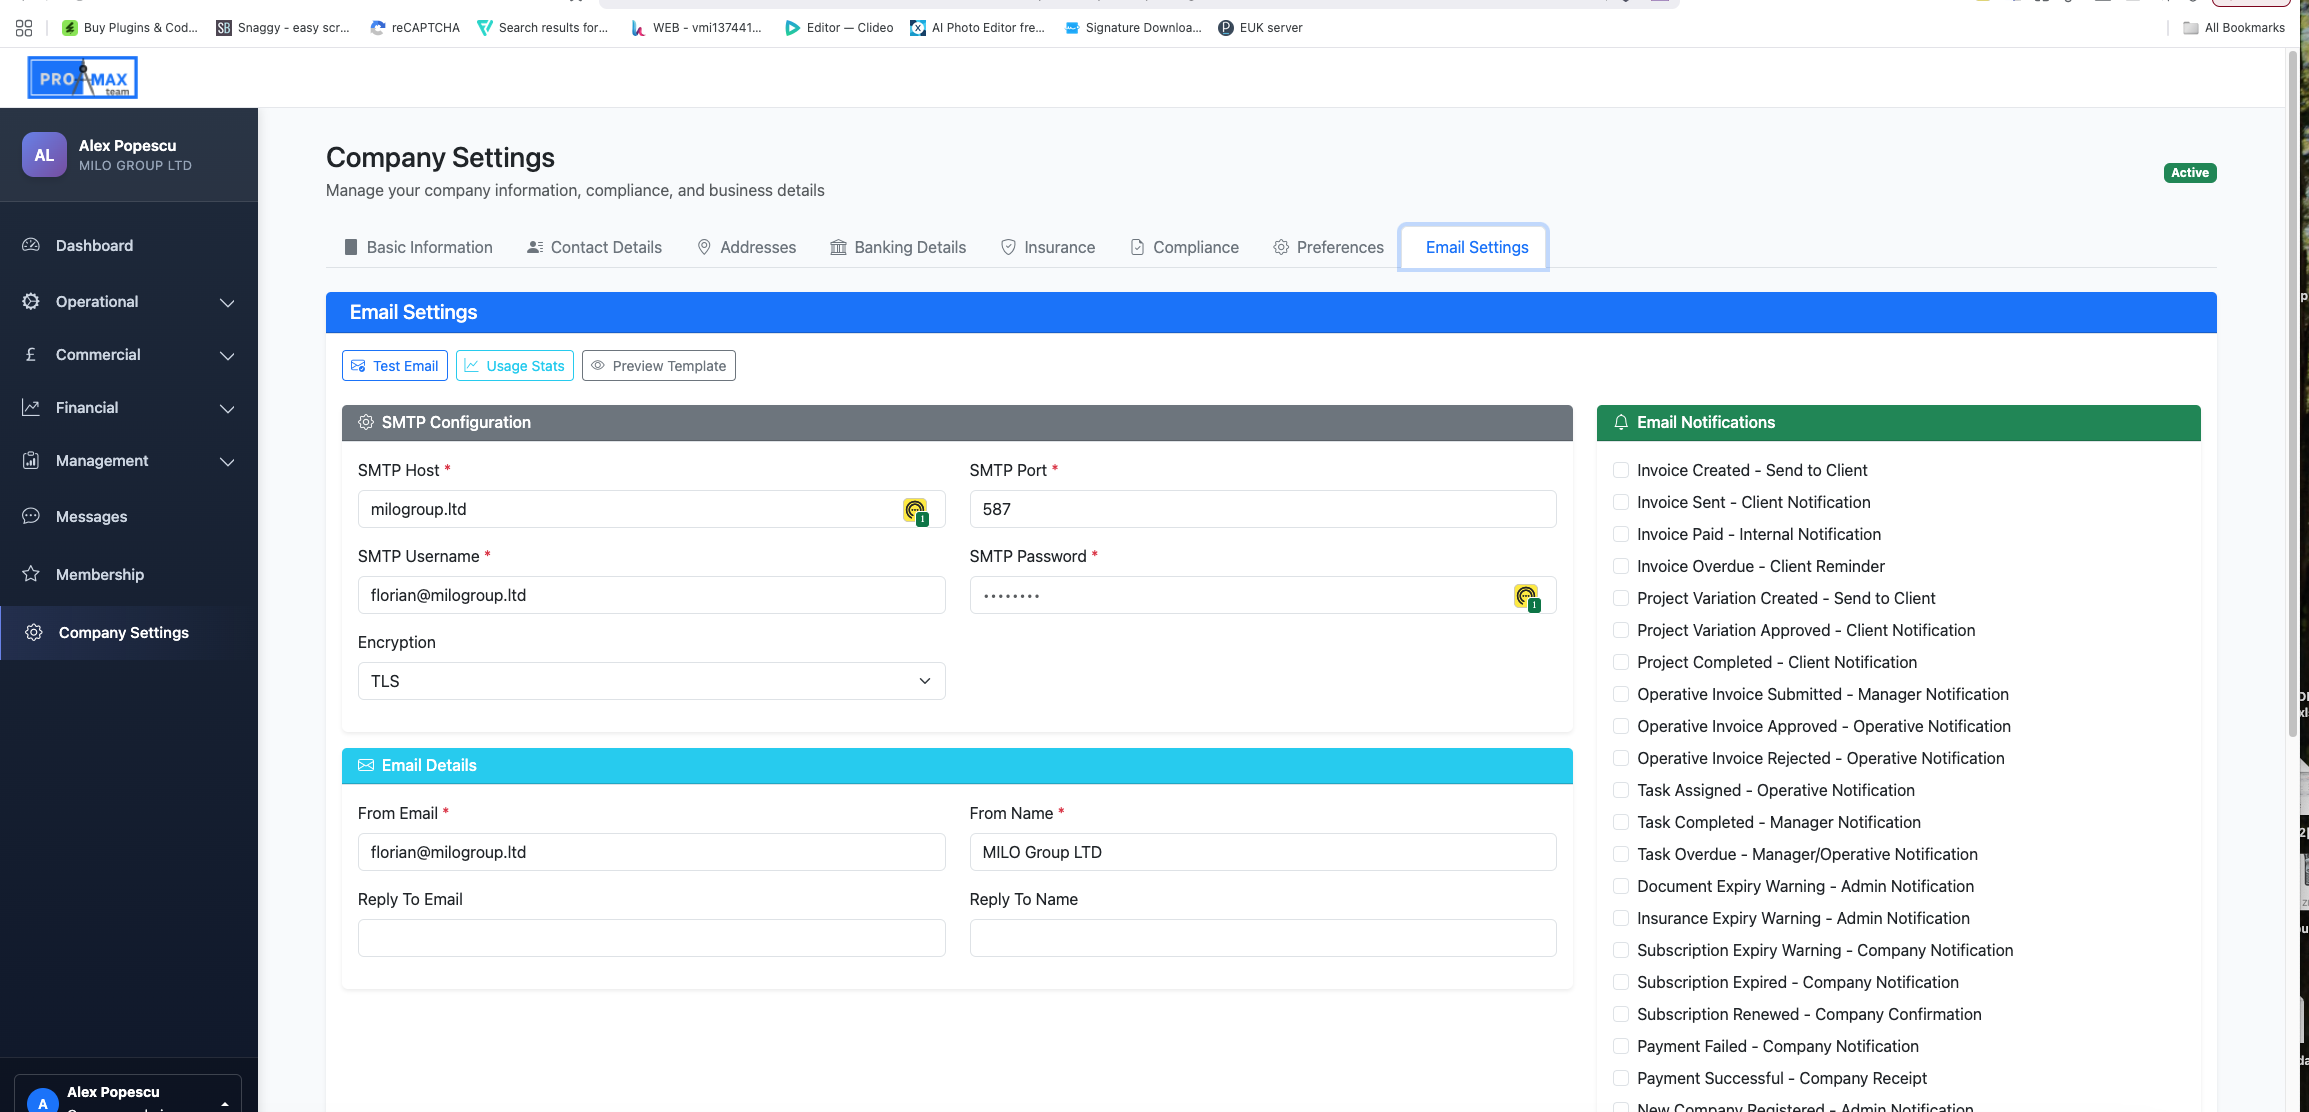 Buy Plugins & Cod...
SB Snaggy - easy scr...
reCAPTCHA
Search results for...
WEB - vmi137441...
Editor — Clideo
AI Photo Editor fre...
Signature Downloa...
EUK server
All Bookmarks
PRO MAX
team
AL
Alex Popescu
MILO GROUP LTD
Dashboard
Operational
Commercial
Financial
Management
Messages
Membership
Company Settings
A
Alex Popescu
Company Settings
Manage your company information, compliance, and business details
Active
Basic Information
Contact Details
Addresses
Banking Details
Insurance
Compliance
Preferences
Email Settings
Email Settings
Test Email
Usage Stats
Preview Template
SMTP Configuration
SMTP Host *
milogroup.ltd
1
SMTP Port *
587
SMTP Username *
florian@milogroup.ltd
SMTP Password *
••••••••
1
Encryption
TLS
Email Details
From Email *
florian@milogroup.ltd
From Name *
MILO Group LTD
Reply To Email
Reply To Name
Email Notifications
Invoice Created - Send to Client
Invoice Sent - Client Notification
Invoice Paid - Internal Notification
Invoice Overdue - Client Reminder
Project Variation Created - Send to Client
Project Variation Approved - Client Notification
Project Completed - Client Notification
Operative Invoice Submitted - Manager Notification
Operative Invoice Approved - Operative Notification
Operative Invoice Rejected - Operative Notification
Task Assigned - Operative Notification
Task Completed - Manager Notification
Task Overdue - Manager/Operative Notification
Document Expiry Warning - Admin Notification
Insurance Expiry Warning - Admin Notification
Subscription Expiry Warning - Company Notification
Subscription Expired - Company Notification
Subscription Renewed - Company Confirmation
Payment Failed - Company Notification
Payment Successful - Company Receipt
New Company Registered - Admin Notification